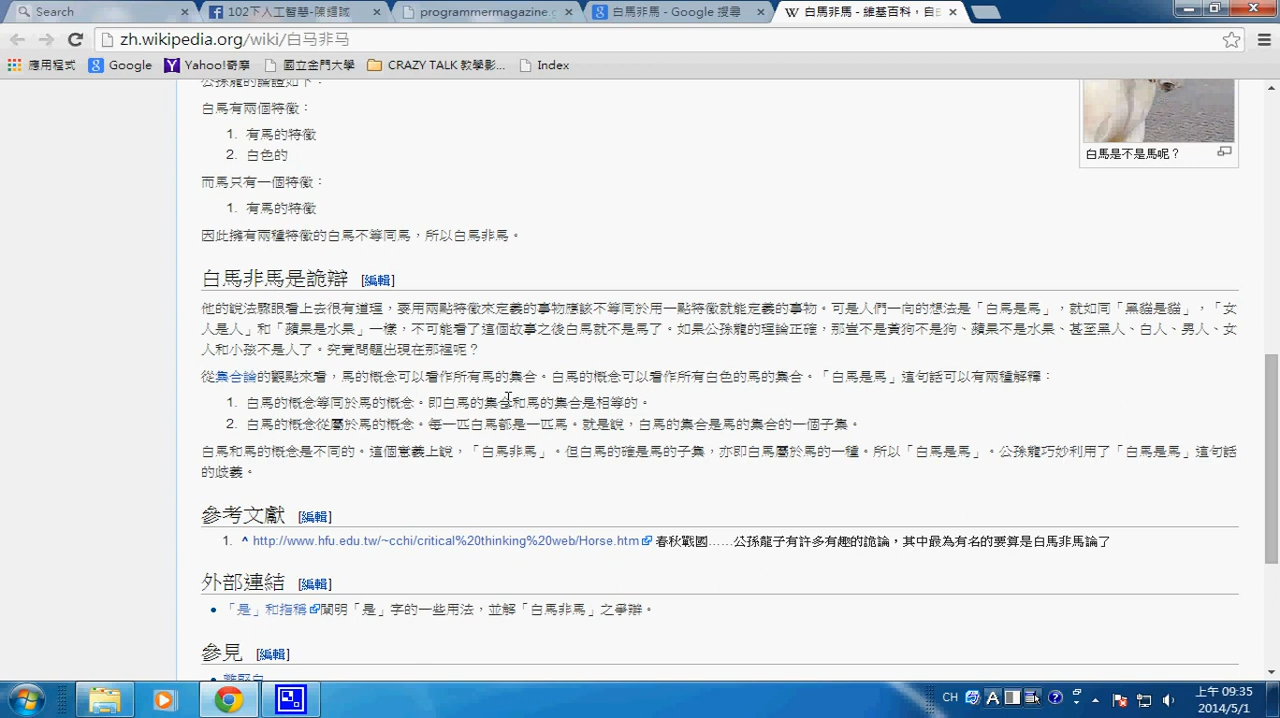 Search
102下人工智慧-陳鍾誠
programmermagazine.g
白馬非馬 - Google 搜尋
白馬非馬 - 維基百科，自由
zh.wikipedia.org/wiki/白马非马
應用程式
Google
Yahoo!奇摩
國立金門大學
CRAZY TALK 教學影...
Index
公孫龍的論證如下：
白馬有兩個特徵：
1. 有馬的特徵
2. 白色的
而馬只有一個特徵：
1. 有馬的特徵
因此擁有兩種特徵的白馬不等同馬，所以白馬非馬。
白馬是不是馬呢？
白馬非馬是詭辯 [編輯]
他的說法驟眼看上去很有道理，要用兩點特徵來定義的事物應該不等同於用一點特徵就能定義的事物。可是人們一向的想法是「白馬是馬」，就如同「黑貓是貓」，「女
人是人」和「蘋果是水果」一樣，不可能看了這個故事之後白馬就不是馬了。如果公孫龍的理論正確，那豈不是黃狗不是狗、蘋果不是水果、甚至黑人、白人、男人、女
人和小孩不是人了。究竟問題出現在那裡呢？
從集合論的觀點來看，馬的概念可以看作所有馬的集合。白馬的概念可以看作所有白色的馬的集合。「白馬是馬」這句話可以有兩種解釋：
1. 白馬的概念等同於馬的概念。即白馬的集合和馬的集合是相等的。
2. 白馬的概念從屬於馬的概念。每一匹白馬都是一匹馬。就是說，白馬的集合是馬的集合的一個子集。
白馬和馬的概念是不同的。這個意義上說，「白馬非馬」。但白馬的確是馬的子集，亦即白馬屬於馬的一種。所以「白馬是馬」。公孫龍巧妙利用了「白馬是馬」這句話
的歧義。
參考文獻 [編輯]
1. ^ http://www.hfu.edu.tw/~cchi/critical%20thinking%20web/Horse.htm 春秋戰國……公孫龍子有許多有趣的詭論，其中最為有名的要算是白馬非馬論了
外部連結 [編輯]
• 「是」和指稱 闡明「是」字的一些用法，並解「白馬非馬」之爭辯。
參見 [編輯]
• 離堅白
CH
A
上午 09:35
2014/5/1